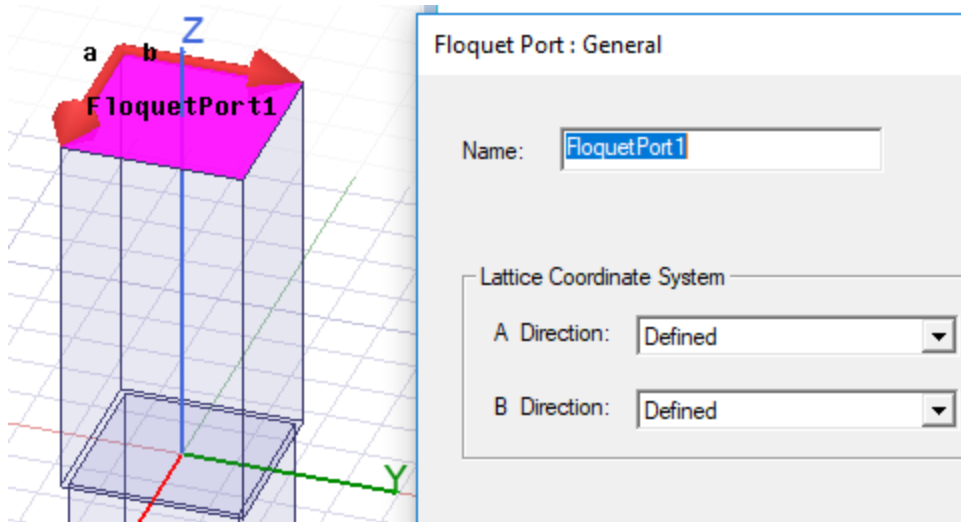 Z
a
b
FloquetPort1
Y
Floquet Port : General
Name: FloquetPort1
Lattice Coordinate System
A Direction: Defined
B Direction: Defined